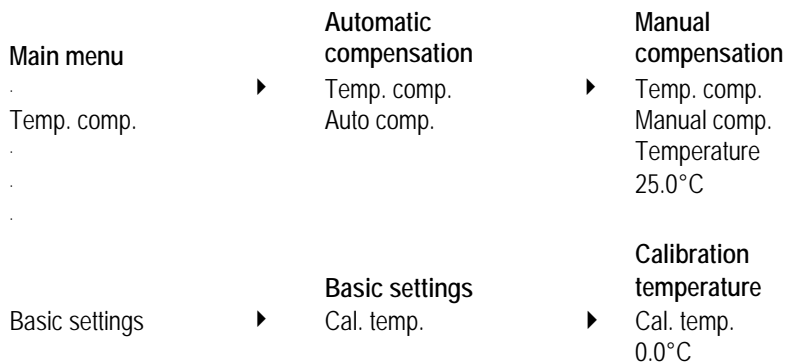 Main menu
.
Temp. comp.
.
.
.
Basic settings
Automatic
compensation
Temp. comp.
Auto comp.
Basic settings
Cal. temp.
Manual
compensation
Temp. comp.
Manual comp.
Temperature
25.0°C
Calibration
temperature
Cal. temp.
0.0°C